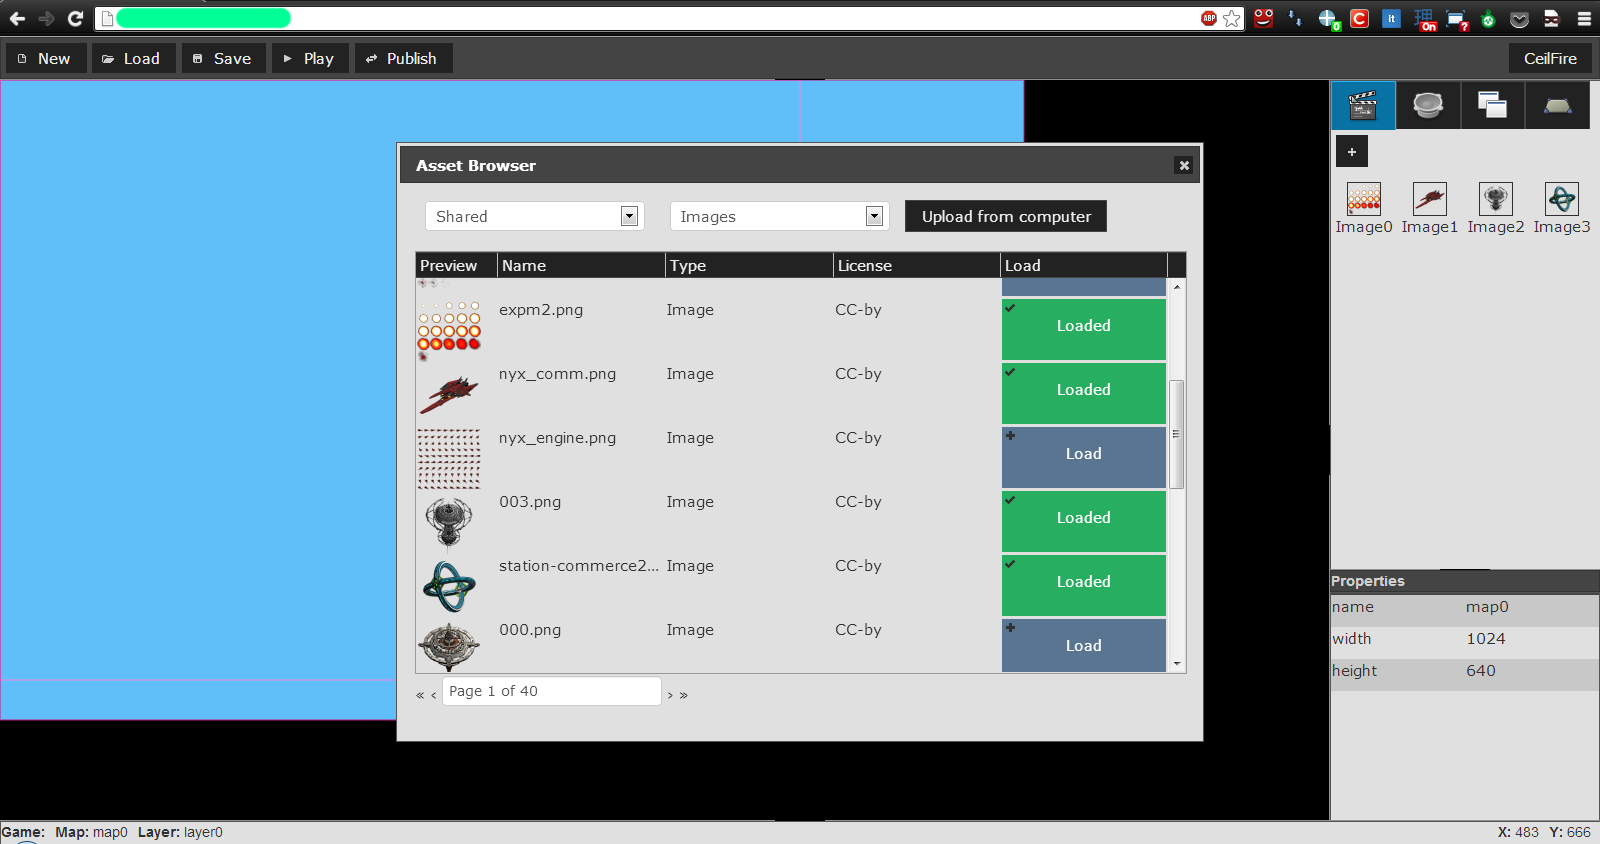 ABP 0 C it On ?
New Load Save Play Publish CeilFire
Asset Browser
Shared Images Upload from computer
Preview Name Type License Load
expm2.png Image CC-by Loaded
nyx_comm.png Image CC-by Loaded
nyx_engine.png Image CC-by Load
003.png Image CC-by Loaded
station-commerce2... Image CC-by Loaded
000.png Image CC-by Load
« ‹ Page 1 of 40 › »
+
Image0 Image1 Image2 Image3
Properties
name map0
width 1024
height 640
Game: Map: map0 Layer: layer0 X: 483 Y: 666